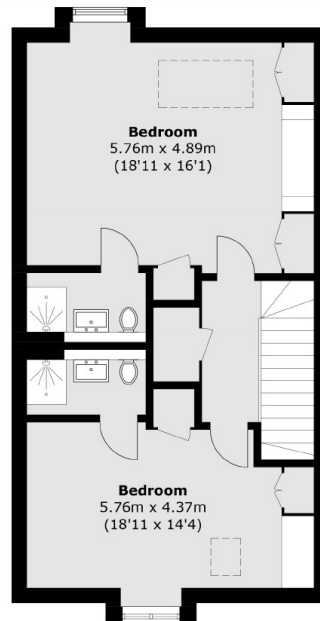 Bedroom
5.76m x 4.89m
(18'11 x 16'1)
Bedroom
5.76m x 4.37m
(18'11 x 14'4)